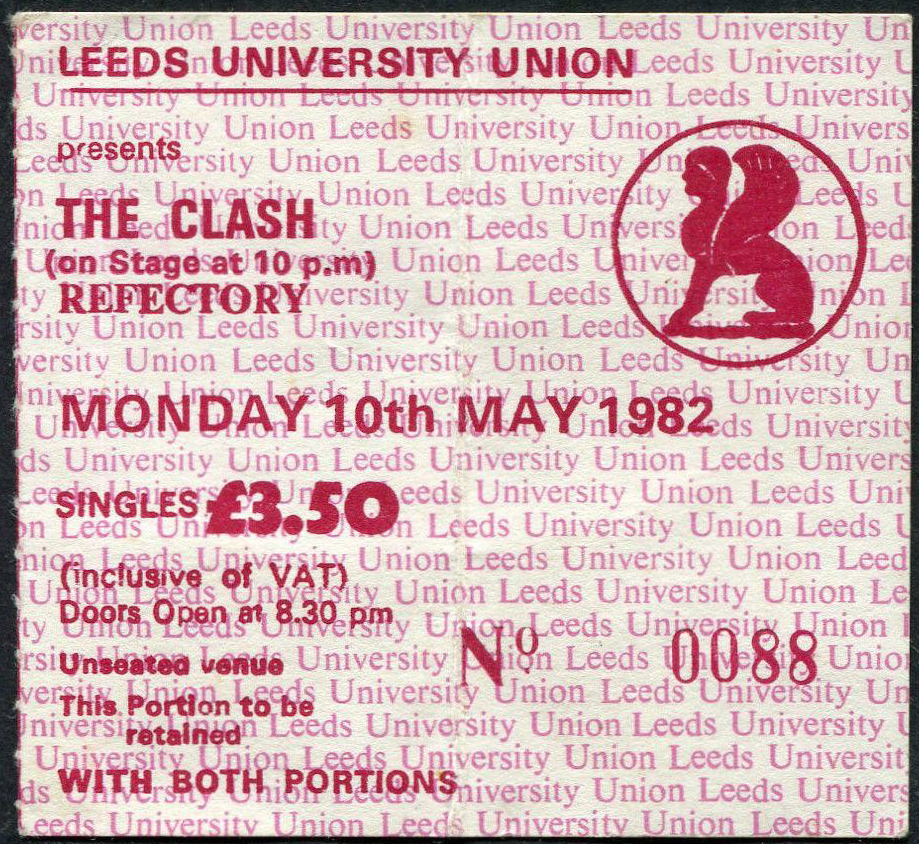 LEEDS UNIVERSITY UNION
presents
THE CLASH
(on Stage at 10 p.m)
REFECTORY
MONDAY 10th MAY 1982
SINGLES £3.50
(inclusive of VAT)
Doors Open at 8.30 pm
Nº 0088
Unseated venue
This Portion to be
retained
WITH BOTH PORTIONS